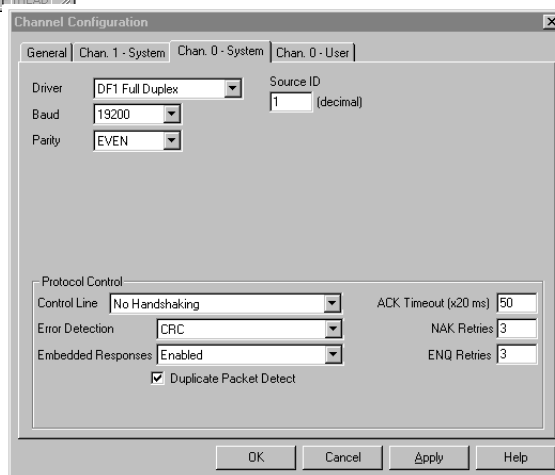 Channel Configuration
General Chan. 1 - System Chan. 0 - System Chan. 0 - User
Driver DF1 Full Duplex Source ID
1 (decimal)
Baud 19200
Parity EVEN
Protocol Control
Control Line No Handshaking ACK Timeout (x20 ms) 50
Error Detection CRC NAK Retries 3
Embedded Responses Enabled ENQ Retries 3
Duplicate Packet Detect
OK Cancel Apply Help